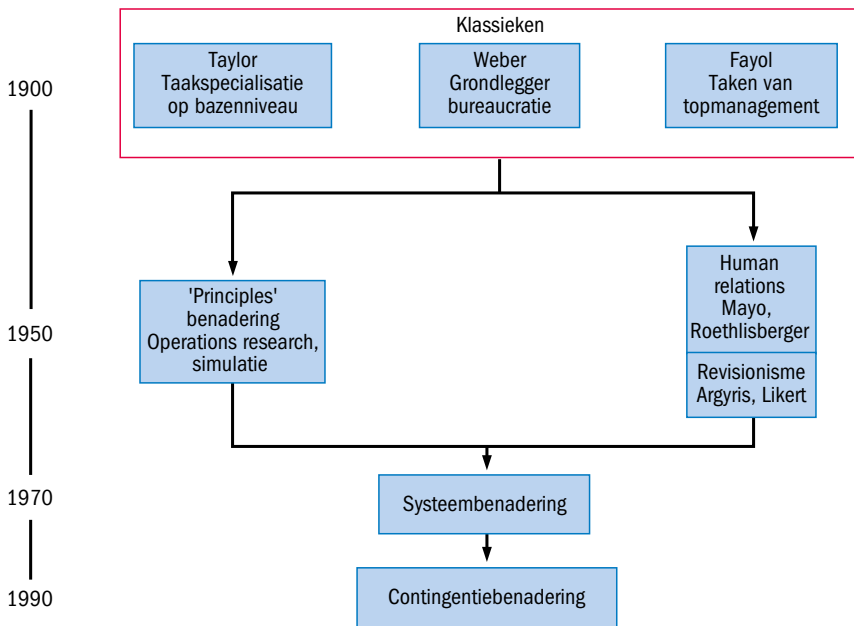 Klassieken
Taylor
Taakspecialisatie
op bazenniveau
Weber
Grondlegger
bureaucratie
Fayol
Taken van
topmanagement
1900
'Principles'
benadering
Operations research,
simulatie
Human
relations
Mayo,
Roethlisberger
Revisionisme
Argyris, Likert
1950
Systeembenadering
1970
Contingentiebenadering
1990